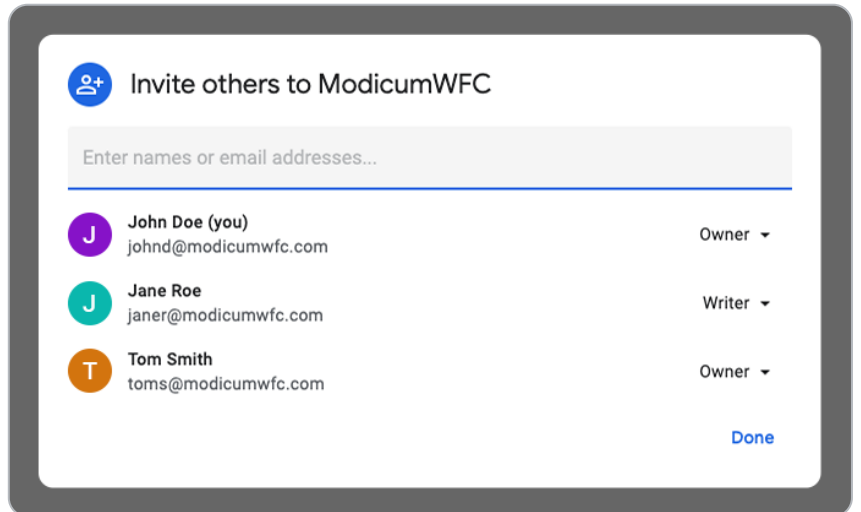 Invite others to ModicumWFC
Enter names or email addresses...
J
John Doe (you)
johnd@modicumwfc.com
Owner
J
Jane Roe
janer@modicumwfc.com
Writer
T
Tom Smith
toms@modicumwfc.com
Owner
Done